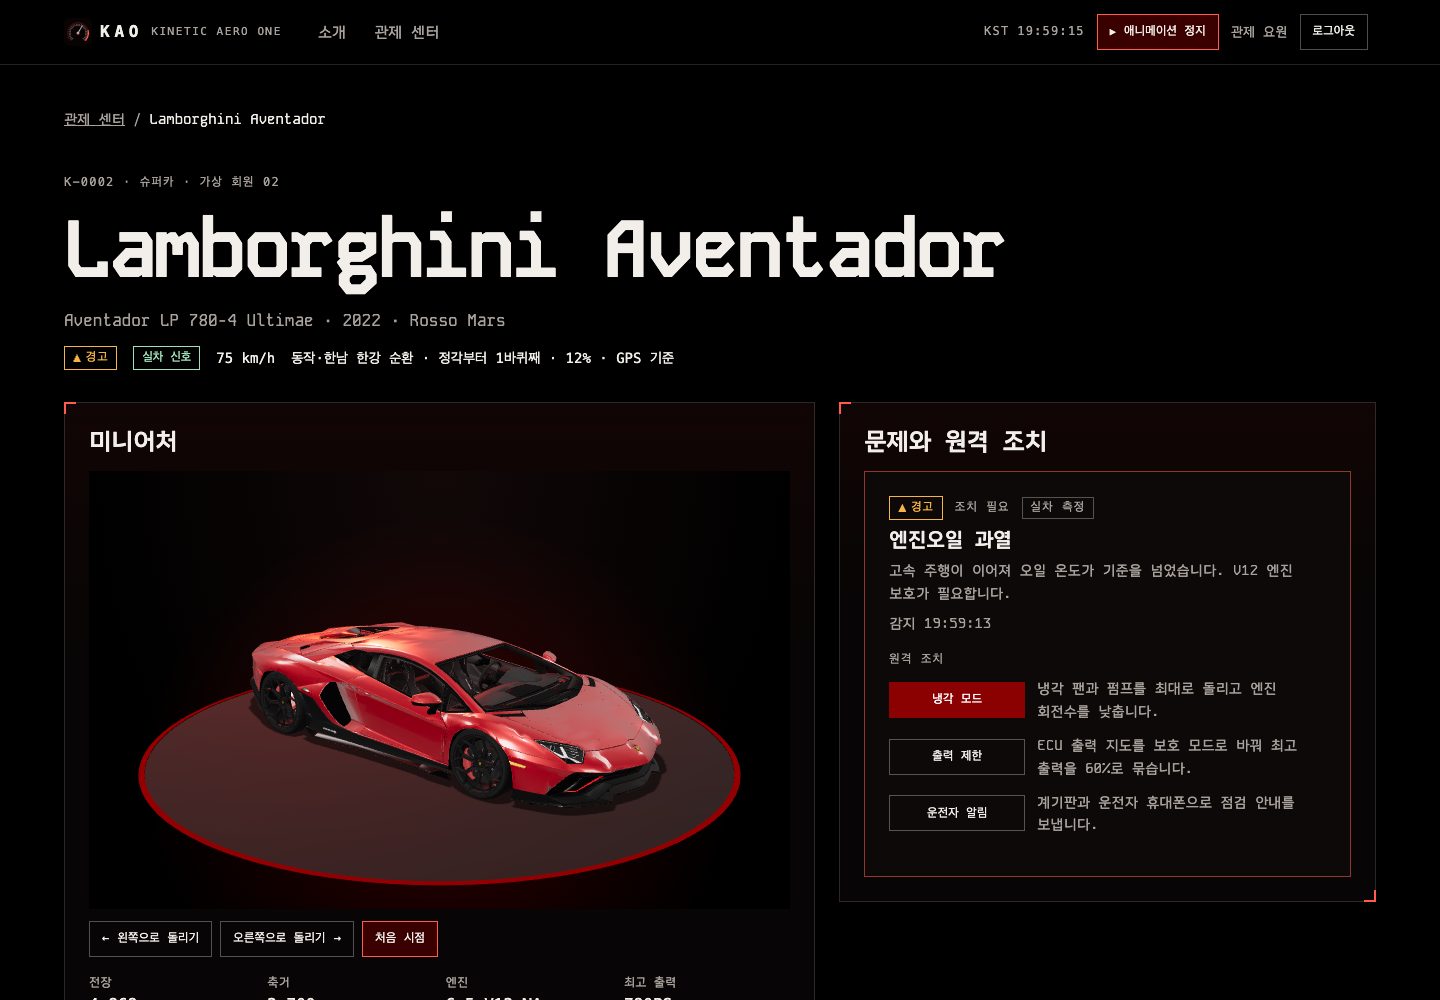 KAO KINETIC AERO ONE 소개 관제 센터 KST 19:59:15 ▶ 애니메이션 정지 관제 요원 로그아웃
관제 센터 / Lamborghini Aventador
K-0002 · 슈퍼카 · 가상 회원 02
Lamborghini Aventador
Aventador LP 780-4 Ultimae · 2022 · Rosso Mars
▲ 경고 실차 신호 75 km/h 동작·한남 한강 순환 · 정각부터 1바퀴째 · 12% · GPS 기준
미니어처
← 왼쪽으로 돌리기 오른쪽으로 돌리기 → 처음 시점
전장 축거 엔진 최고 출력
문제와 원격 조치
▲ 경고 조치 필요 실차 측정
엔진오일 과열
고속 주행이 이어져 오일 온도가 기준을 넘었습니다. V12 엔진
보호가 필요합니다.
감지 19:59:13
원격 조치
냉각 모드 냉각 팬과 펌프를 최대로 돌리고 엔진
회전수를 낮춥니다.
출력 제한 ECU 출력 지도를 보호 모드로 바꿔 최고
출력을 60%로 묶습니다.
운전자 알림 계기판과 운전자 휴대폰으로 점검 안내를
보냅니다.